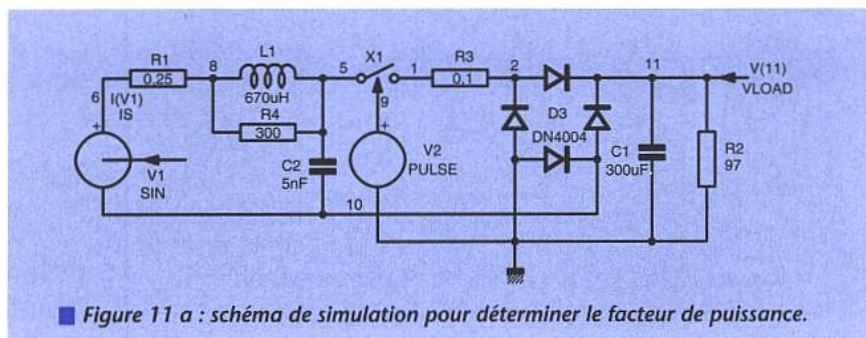 R1
0,25
8
L1
670uH
R4
300
5
X1
1
R3
0,1
2
11
V(11)
VLOAD
6
I(V1)
IS
+
V1
SIN
C2
5nF
9
+
V2
PULSE
D3
DN4004
C1
300uF
R2
97
10
Figure 11 a : schéma de simulation pour déterminer le facteur de puissance.